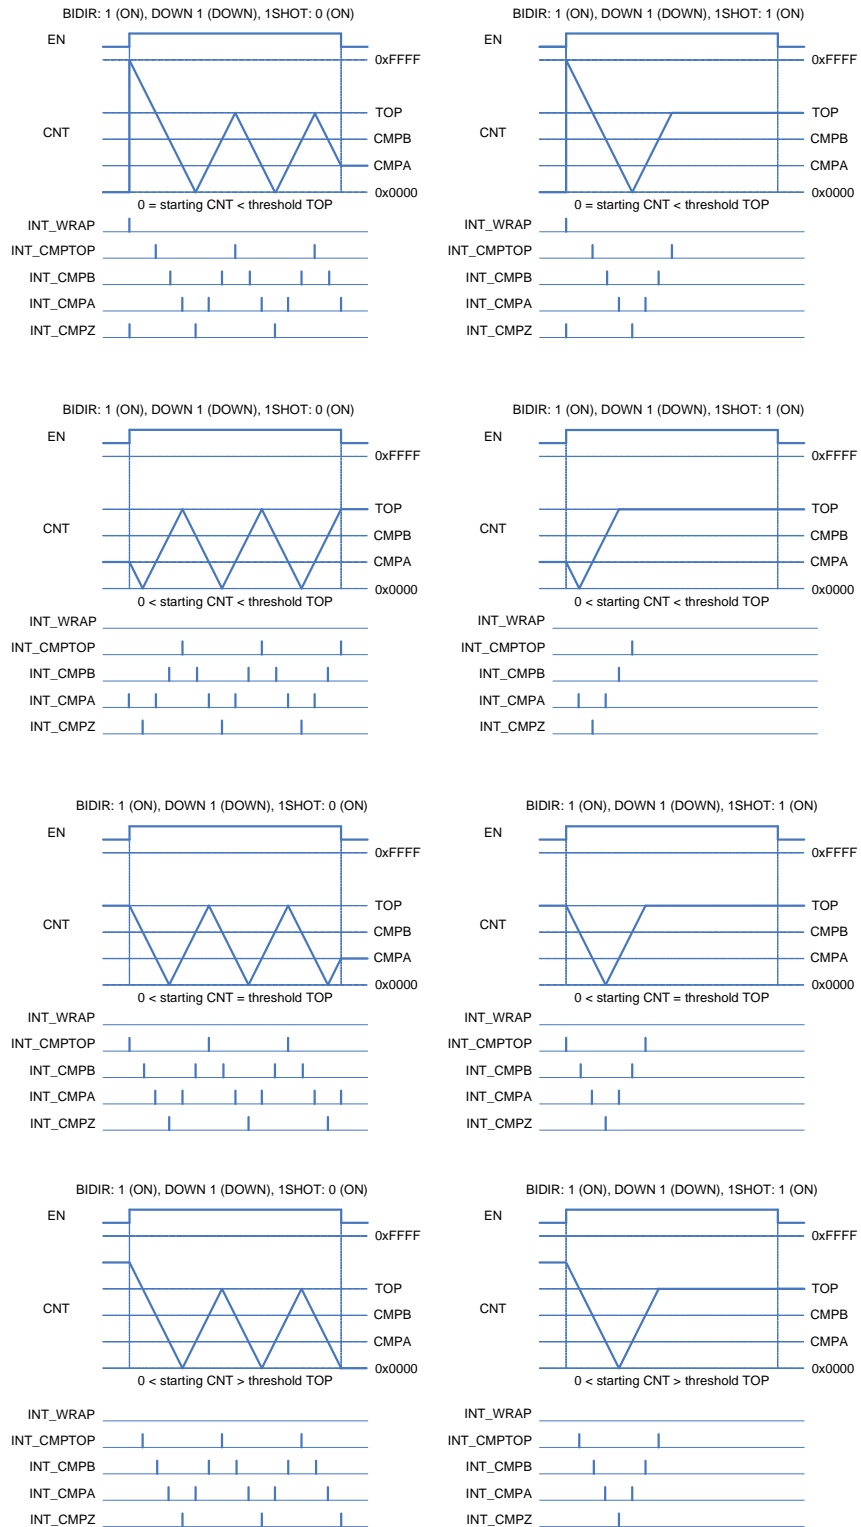 BIDIR: 1 (ON), DOWN 1 (DOWN), 1SHOT: 0 (ON)
EN
0xFFFF
TOP
CNT
CMPB
CMPA
0x0000
0 = starting CNT < threshold TOP
INT_WRAP
INT_CMPTOP
INT_CMPB
INT_CMPA
INT_CMPZ
BIDIR: 1 (ON), DOWN 1 (DOWN), 1SHOT: 1 (ON)
EN
0xFFFF
TOP
CNT
CMPB
CMPA
0x0000
0 = starting CNT < threshold TOP
INT_WRAP
INT_CMPTOP
INT_CMPB
INT_CMPA
INT_CMPZ
BIDIR: 1 (ON), DOWN 1 (DOWN), 1SHOT: 0 (ON)
EN
0xFFFF
TOP
CNT
CMPB
CMPA
0x0000
0 < starting CNT < threshold TOP
INT_WRAP
INT_CMPTOP
INT_CMPB
INT_CMPA
INT_CMPZ
BIDIR: 1 (ON), DOWN 1 (DOWN), 1SHOT: 1 (ON)
EN
0xFFFF
TOP
CNT
CMPB
CMPA
0x0000
0 < starting CNT < threshold TOP
INT_WRAP
INT_CMPTOP
INT_CMPB
INT_CMPA
INT_CMPZ
BIDIR: 1 (ON), DOWN 1 (DOWN), 1SHOT: 0 (ON)
EN
0xFFFF
TOP
CNT
CMPB
CMPA
0x0000
0 < starting CNT = threshold TOP
INT_WRAP
INT_CMPTOP
INT_CMPB
INT_CMPA
INT_CMPZ
BIDIR: 1 (ON), DOWN 1 (DOWN), 1SHOT: 1 (ON)
EN
0xFFFF
TOP
CNT
CMPB
CMPA
0x0000
0 < starting CNT = threshold TOP
INT_WRAP
INT_CMPTOP
INT_CMPB
INT_CMPA
INT_CMPZ
BIDIR: 1 (ON), DOWN 1 (DOWN), 1SHOT: 0 (ON)
EN
0xFFFF
TOP
CNT
CMPB
CMPA
0x0000
0 < starting CNT > threshold TOP
INT_WRAP
INT_CMPTOP
INT_CMPB
INT_CMPA
INT_CMPZ
BIDIR: 1 (ON), DOWN 1 (DOWN), 1SHOT: 1 (ON)
EN
0xFFFF
TOP
CNT
CMPB
CMPA
0x0000
0 < starting CNT > threshold TOP
INT_WRAP
INT_CMPTOP
INT_CMPB
INT_CMPA
INT_CMPZ